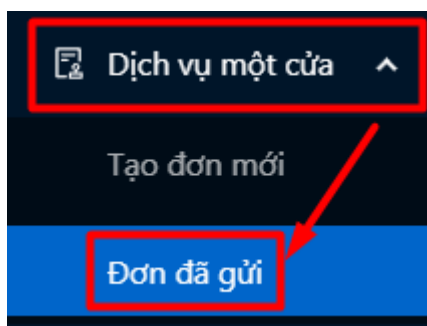 Dịch vụ một cửa
Tạo đơn mới
Đơn đã gửi